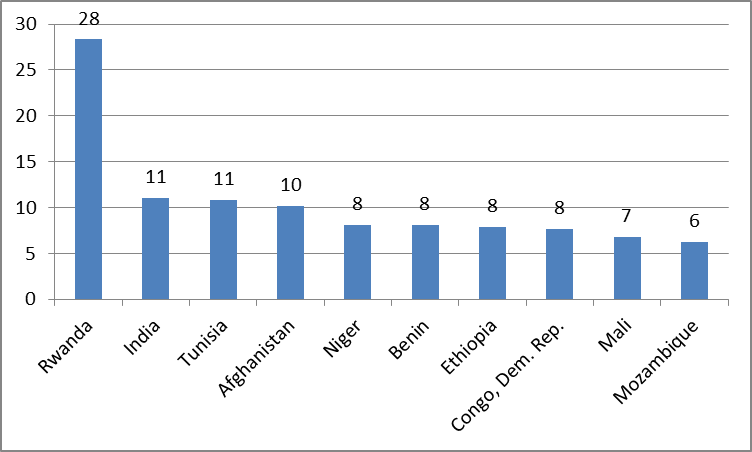 30
25
20
15
10
5
0
28
11
11
10
8
8
8
8
7
6
Rwanda
India
Tunisia
Afghanistan
Niger
Benin
Ethiopia
Congo, Dem. Rep.
Mali
Mozambique